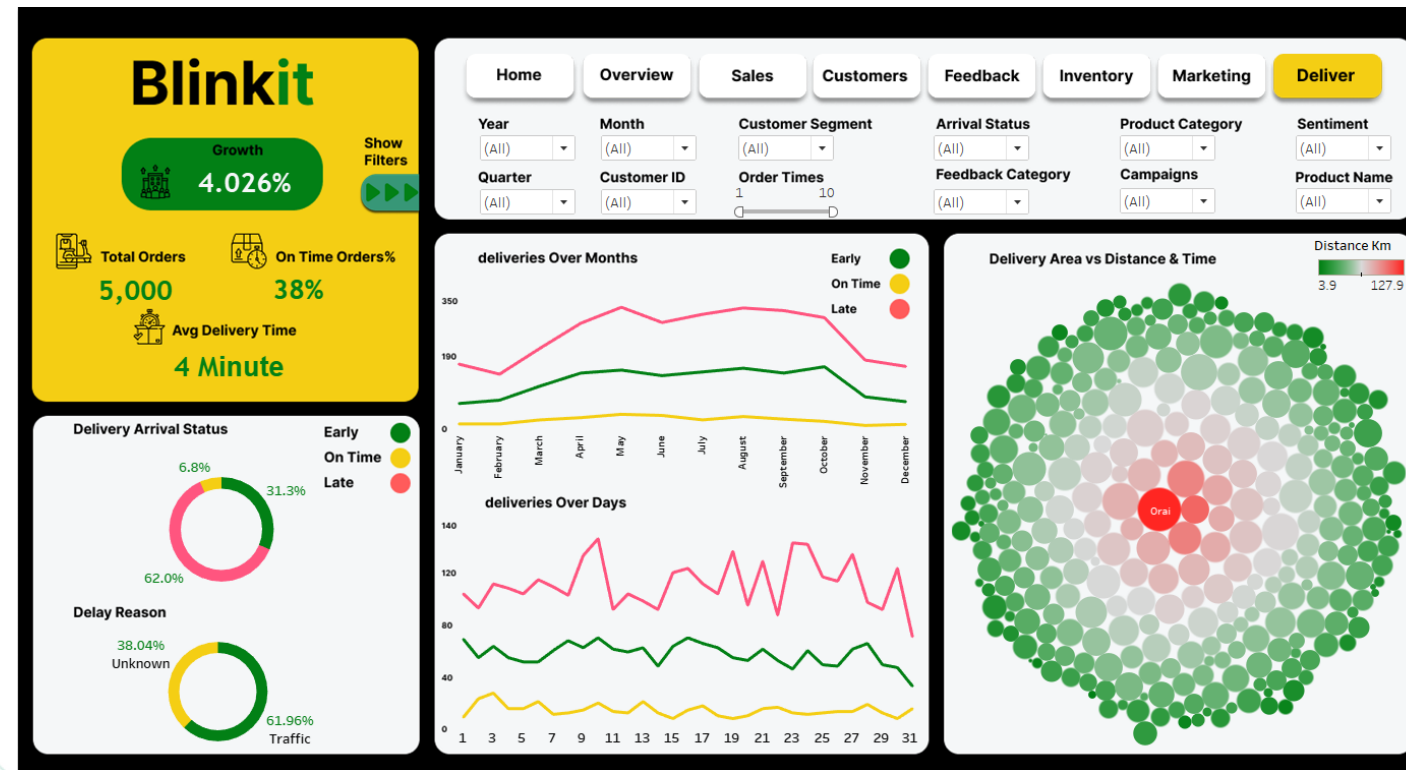 Blinkit
Growth
4.026%
Show
Filters
Total Orders
5,000
On Time Orders%
38%
Avg Delivery Time
4 Minute
Home Overview Sales Customers Feedback Inventory Marketing Deliver
Year Month Customer Segment Arrival Status Product Category Sentiment
(All) (All) (All) (All) (All) (All)
Quarter Customer ID Order Times Feedback Category Campaigns Product Name
(All) (All) 1 10 (All) (All) (All)
Delivery Arrival Status
Early
On Time
Late
6.8%
31.3%
62.0%
Delay Reason
38.04%
Unknown
61.96%
Traffic
deliveries Over Months
Early
On Time
Late
350
190
0
January February March April May June July August September October November December
deliveries Over Days
140
120
80
40
0
1 3 5 7 9 11 13 15 17 19 21 23 25 27 29 31
Delivery Area vs Distance & Time
Distance Km
3.9 127.9
Orai